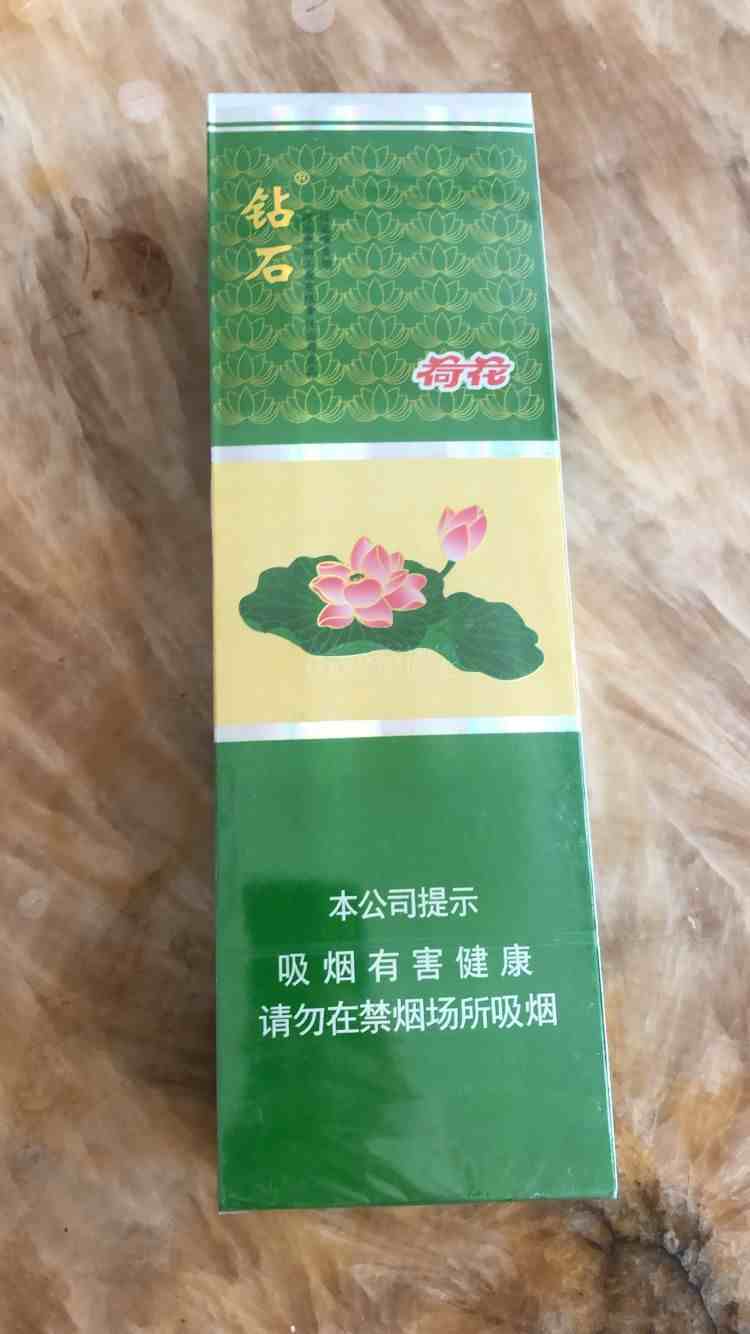 钻石®
荷花
本公司提示
吸烟有害健康
请勿在禁烟场所吸烟